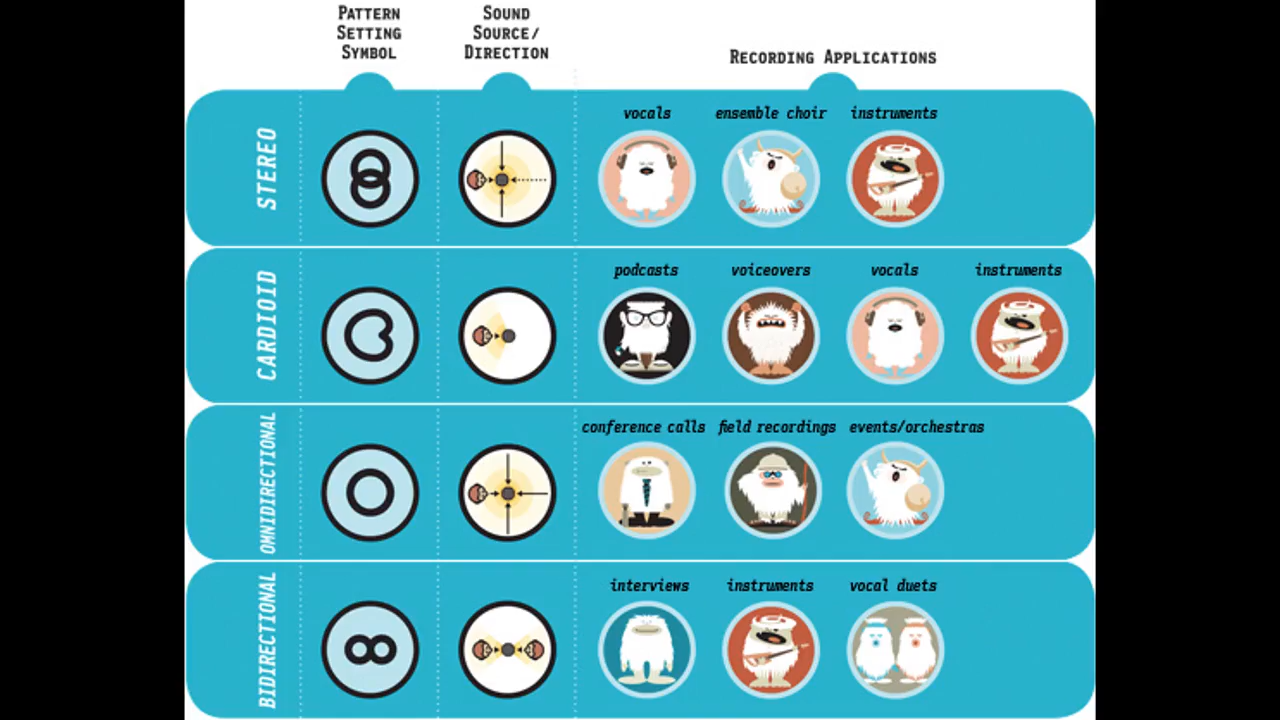 PATTERN
SETTING
SYMBOL
SOUND
SOURCE/
DIRECTION
RECORDING APPLICATIONS
STEREO
vocals
ensemble choir
instruments
CARDIOID
podcasts
voiceovers
vocals
instruments
OMNIDIRECTIONAL
conference calls
field recordings
events/orchestras
BIDIRECTIONAL
interviews
instruments
vocal duets